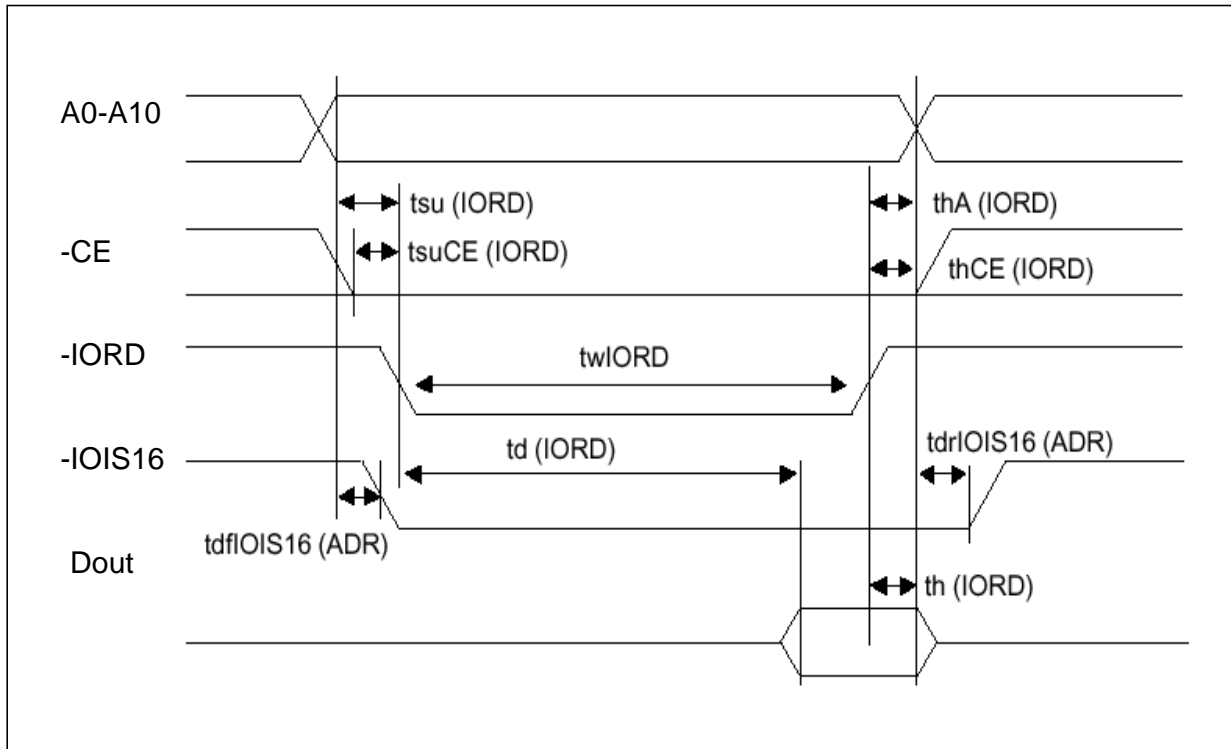 A0-A10
tsu (IORD)
thA (IORD)
-CE
tsuCE (IORD)
thCE (IORD)
-IORD
twIORD
-IOIS16
td (IORD)
tdrIOIS16 (ADR)
tdfIOIS16 (ADR)
Dout
th (IORD)